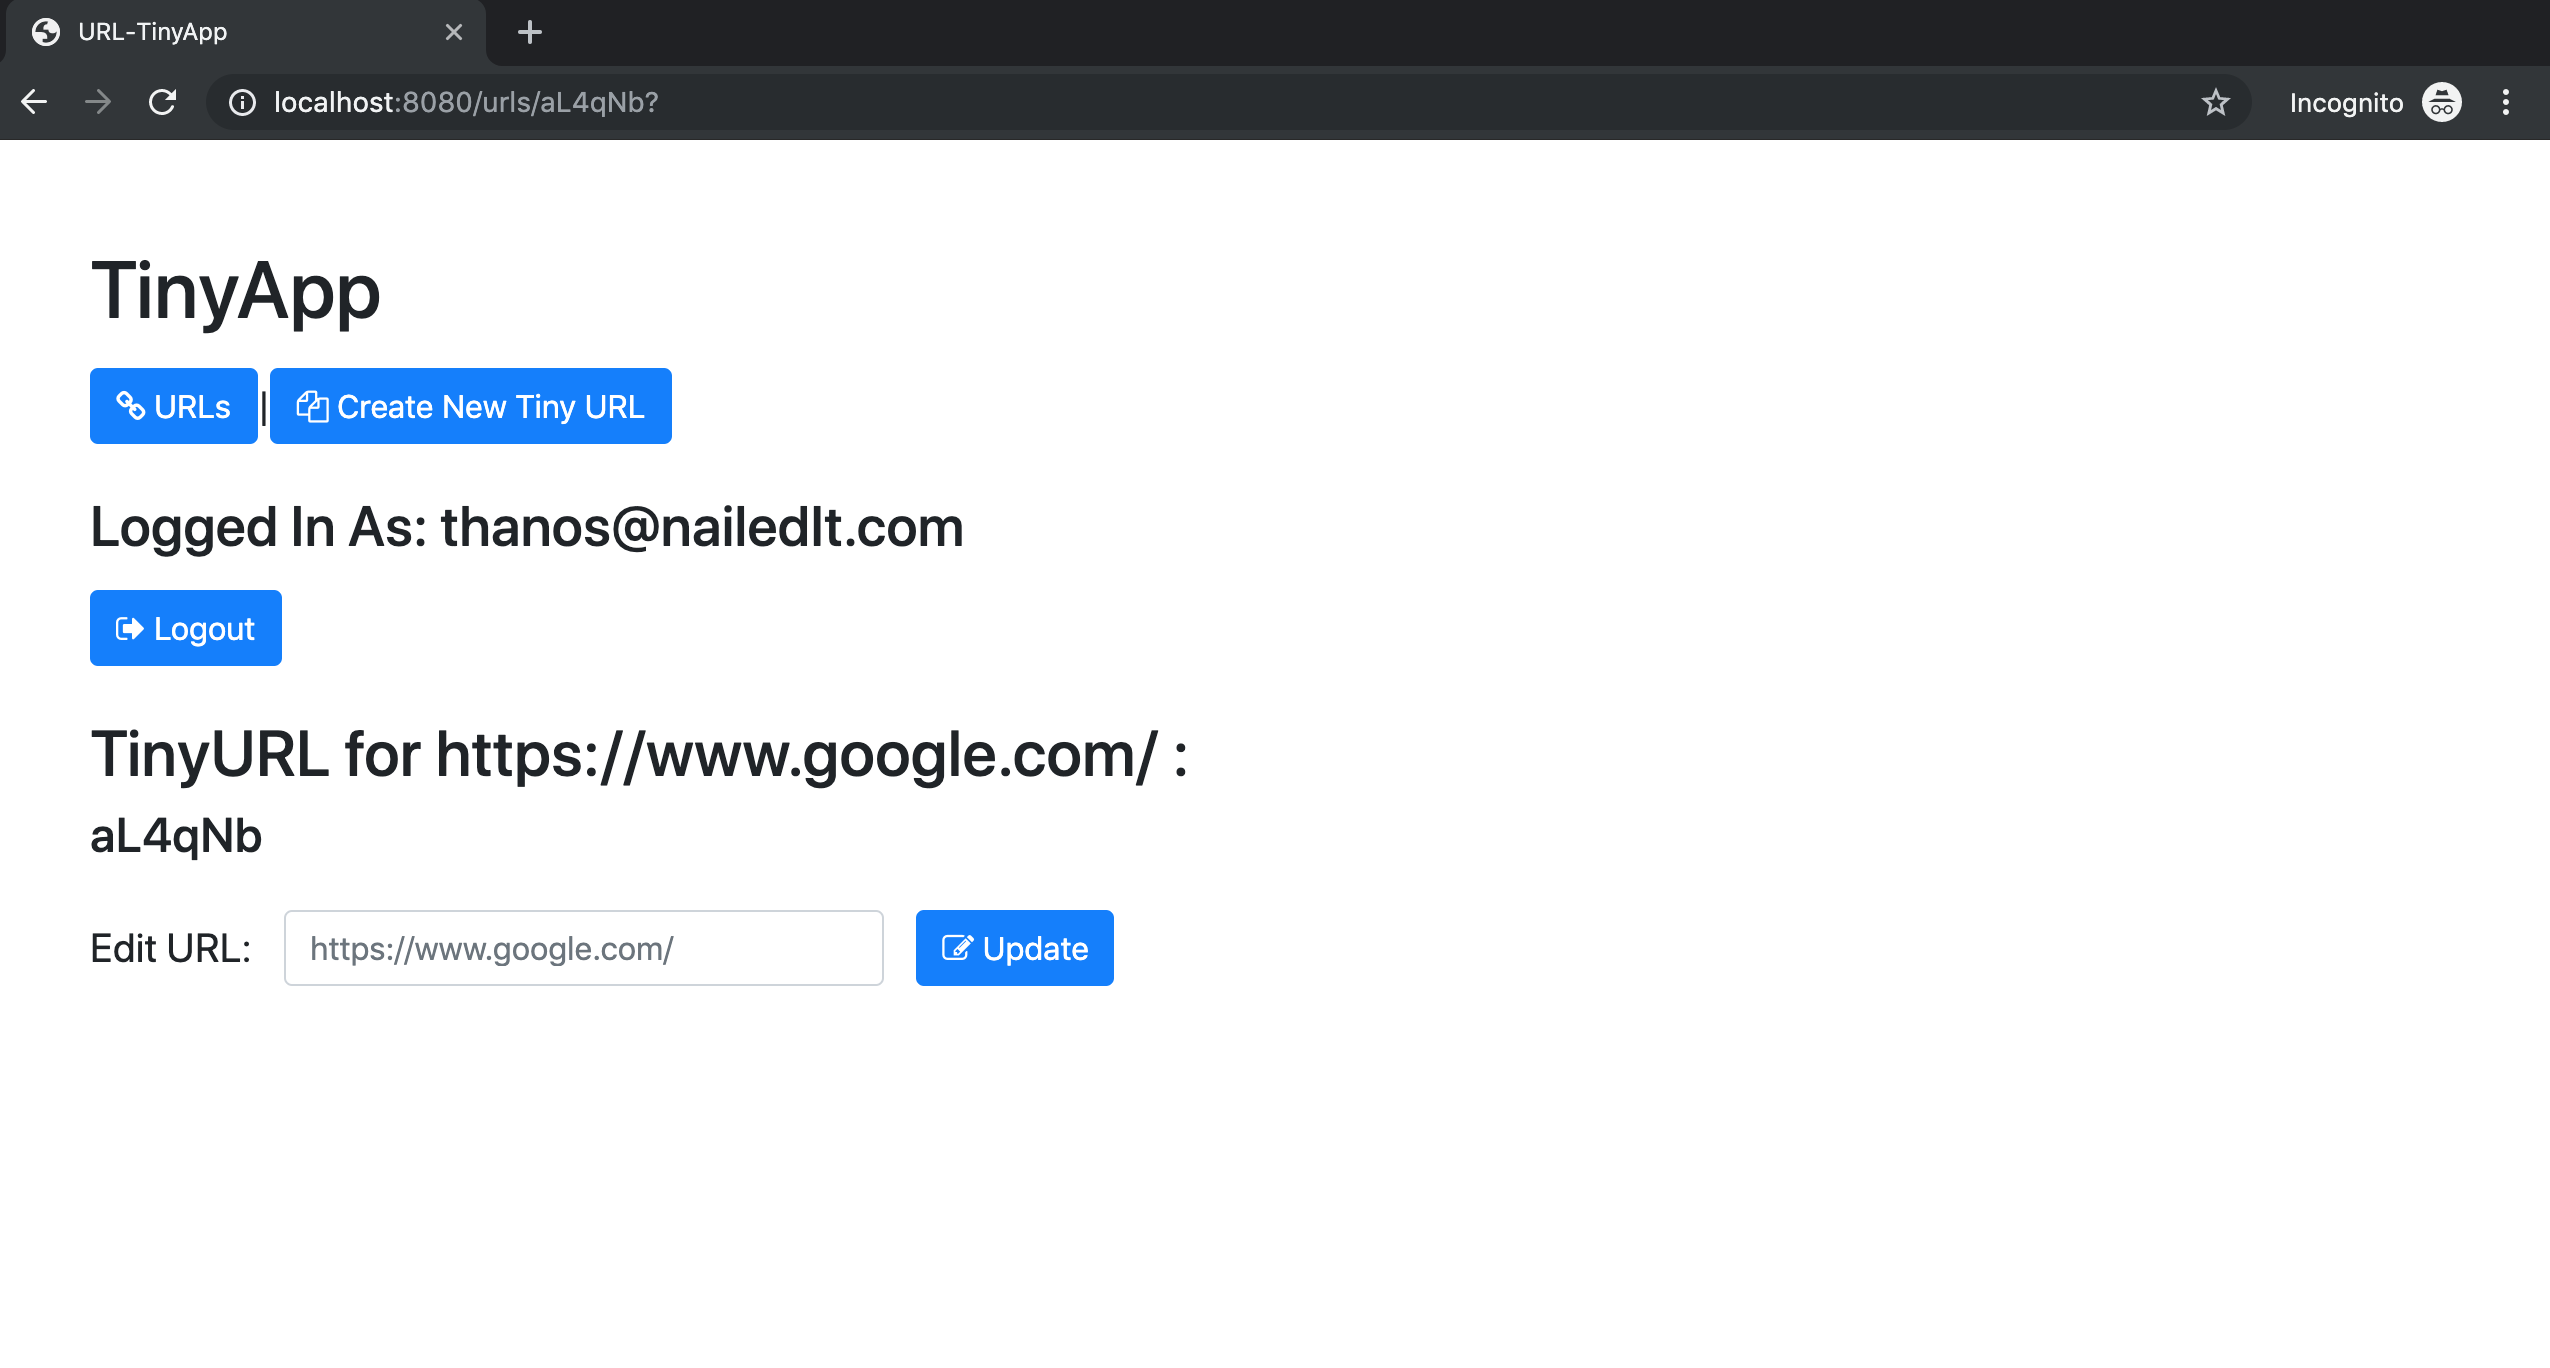 URL-TinyApp
localhost:8080/urls/aL4qNb?
Incognito
TinyApp
URLs | Create New Tiny URL
Logged In As: thanos@nailedIt.com
Logout
TinyURL for https://www.google.com/ :
aL4qNb
Edit URL: https://www.google.com/ Update